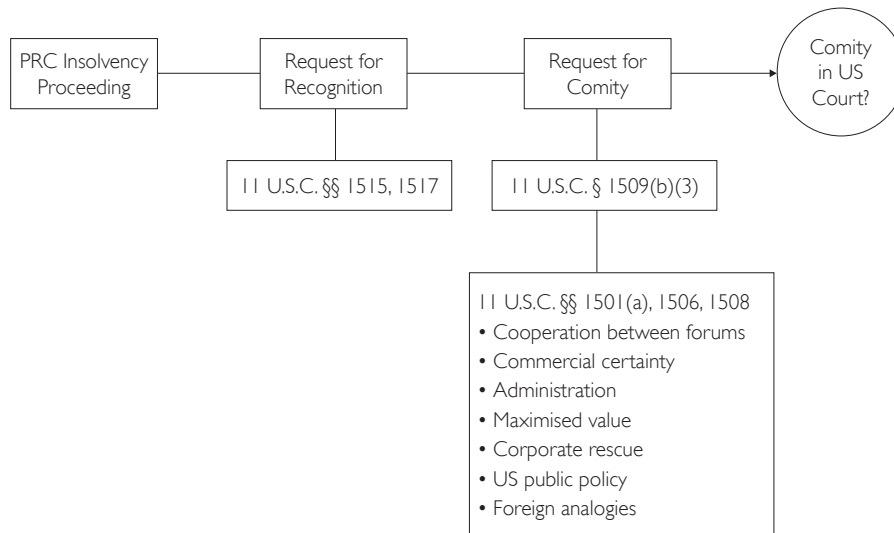 PRC Insolvency
Proceeding
Request for
Recognition
Request for
Comity
Comity
in US
Court?
11 U.S.C. §§ 1515, 1517
11 U.S.C. § 1509(b)(3)
11 U.S.C. §§ 1501(a), 1506, 1508
• Cooperation between forums
• Commercial certainty
• Administration
• Maximised value
• Corporate rescue
• US public policy
• Foreign analogies